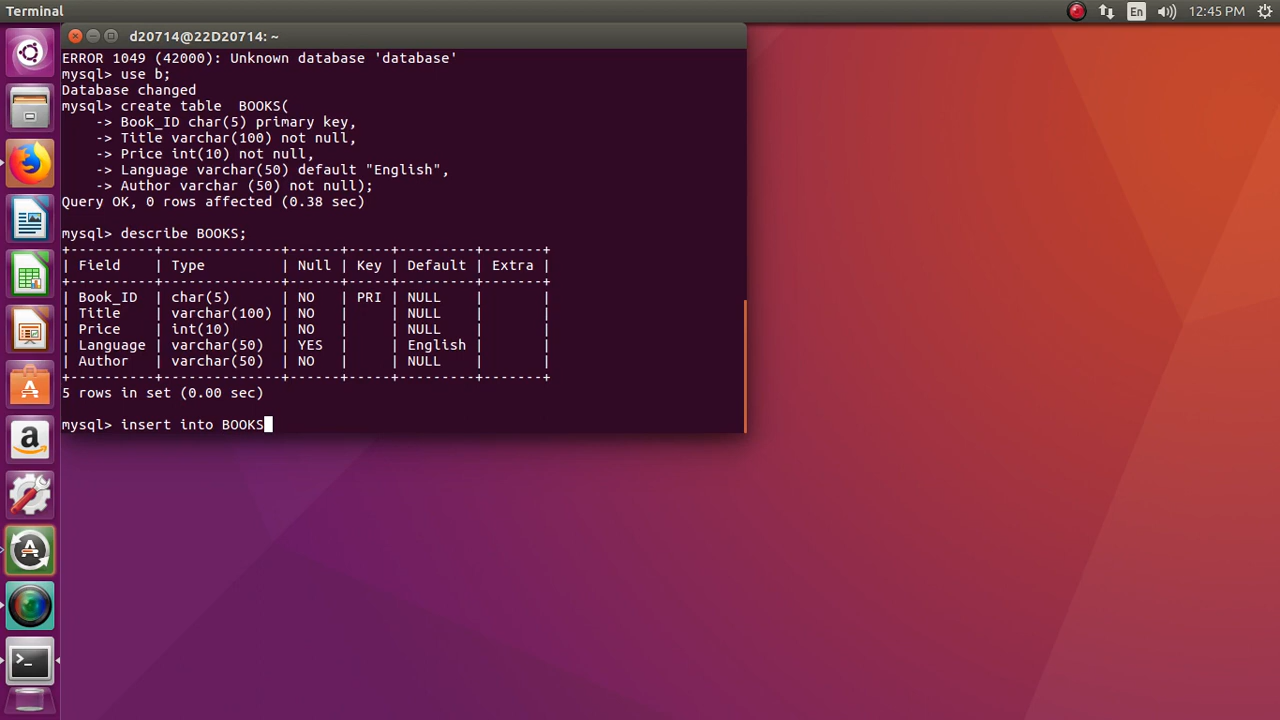 Terminal
En
12:45 PM
d20714@22D20714: ~
ERROR 1049 (42000): Unknown database 'database'
mysql> use b;
Database changed
mysql> create table  BOOKS(
    -> Book_ID char(5) primary key,
    -> Title varchar(100) not null,
    -> Price int(10) not null,
    -> Language varchar(50) default "English",
    -> Author varchar (50) not null);
Query OK, 0 rows affected (0.38 sec)
mysql> describe BOOKS;
+----------+--------------+------+-----+---------+-------+
| Field    | Type         | Null | Key | Default | Extra |
+----------+--------------+------+-----+---------+-------+
| Book_ID  | char(5)      | NO   | PRI | NULL    |       |
| Title    | varchar(100) | NO   |     | NULL    |       |
| Price    | int(10)      | NO   |     | NULL    |       |
| Language | varchar(50)  | YES  |     | English |       |
| Author   | varchar(50)  | NO   |     | NULL    |       |
+----------+--------------+------+-----+---------+-------+
5 rows in set (0.00 sec)
mysql> insert into BOOKS